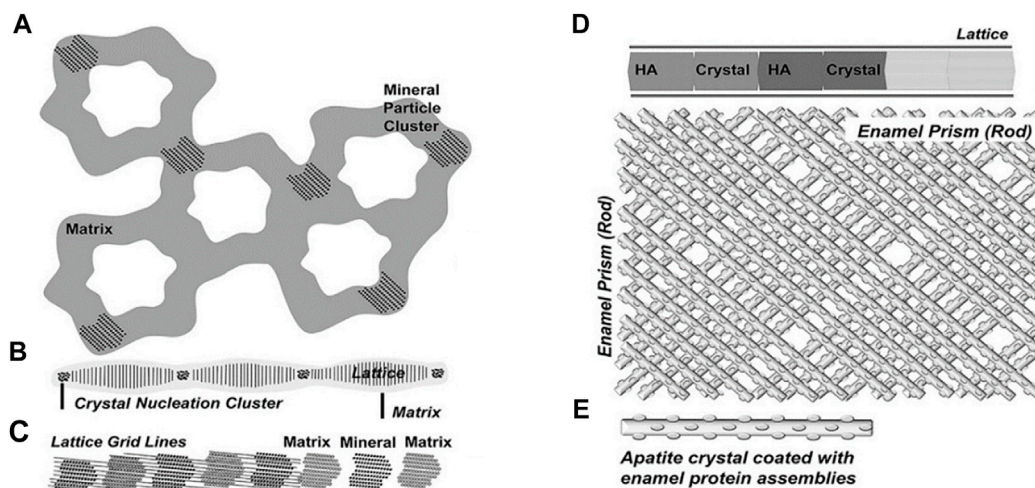 A
Mineral
Particle
Cluster
Matrix
B
Lattice
Crystal Nucleation Cluster
Matrix
C
Lattice Grid Lines
Matrix Mineral Matrix
D
Lattice
HA Crystal HA Crystal
Enamel Prism (Rod)
Enamel Prism (Rod)
E
Apatite crystal coated with
enamel protein assemblies